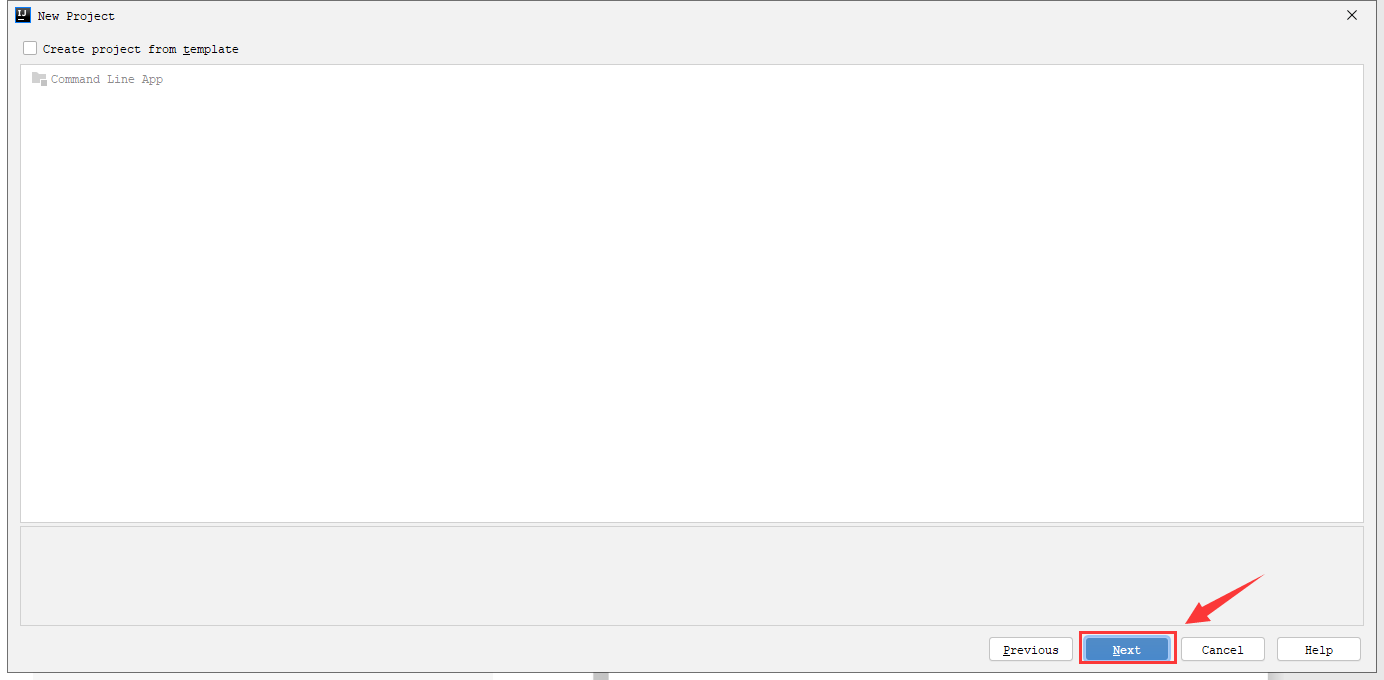 New Project
Create project from template
Command Line App
Previous Next Cancel Help